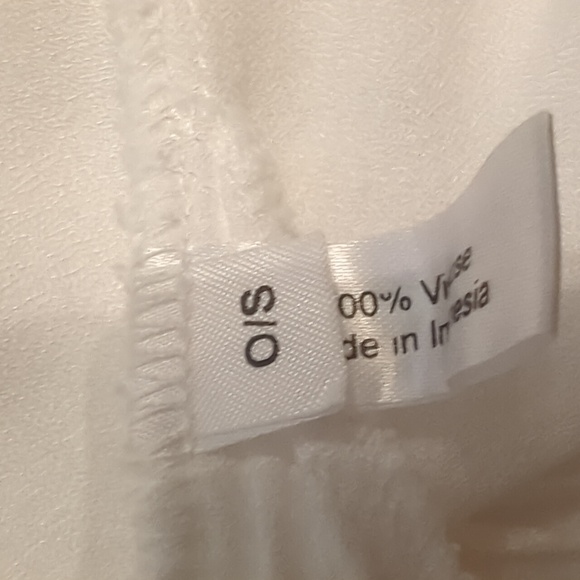 O/S
00% Vi se
de in In esia